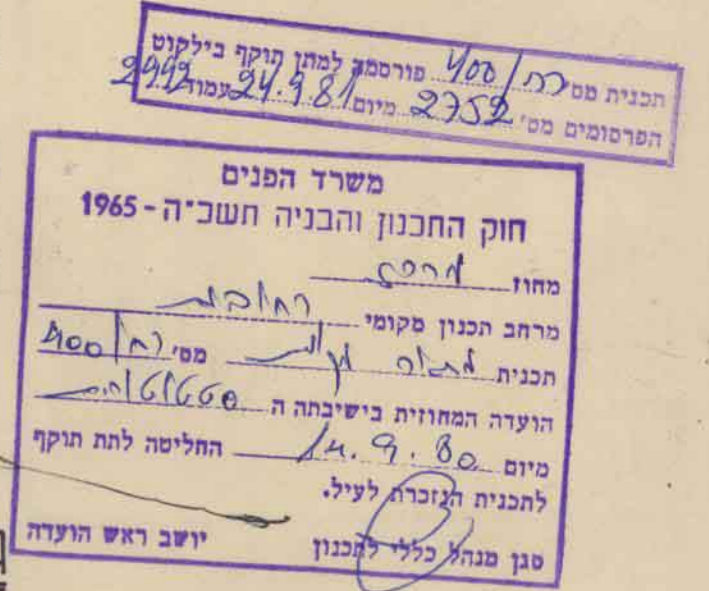 תכנית מס רח/400 פורסמה למתן תוקף בילקוט
הפרסומים מס' 2752 מיום 24.9.81 עמוד 2992
משרד הפנים
חוק התכנון והבניה תשכ"ה - 1965
מחוז מרכז
מרחב תכנון מקומי רחובות
תכנית מתאר מס' רח/400
הועדה המחוזית בישיבתה ה
מיום 14.9.80 החליטה לתת תוקף
לתכנית הנזכרת לעיל.
סגן מנהל כללי לתכנון יושב ראש הועדה